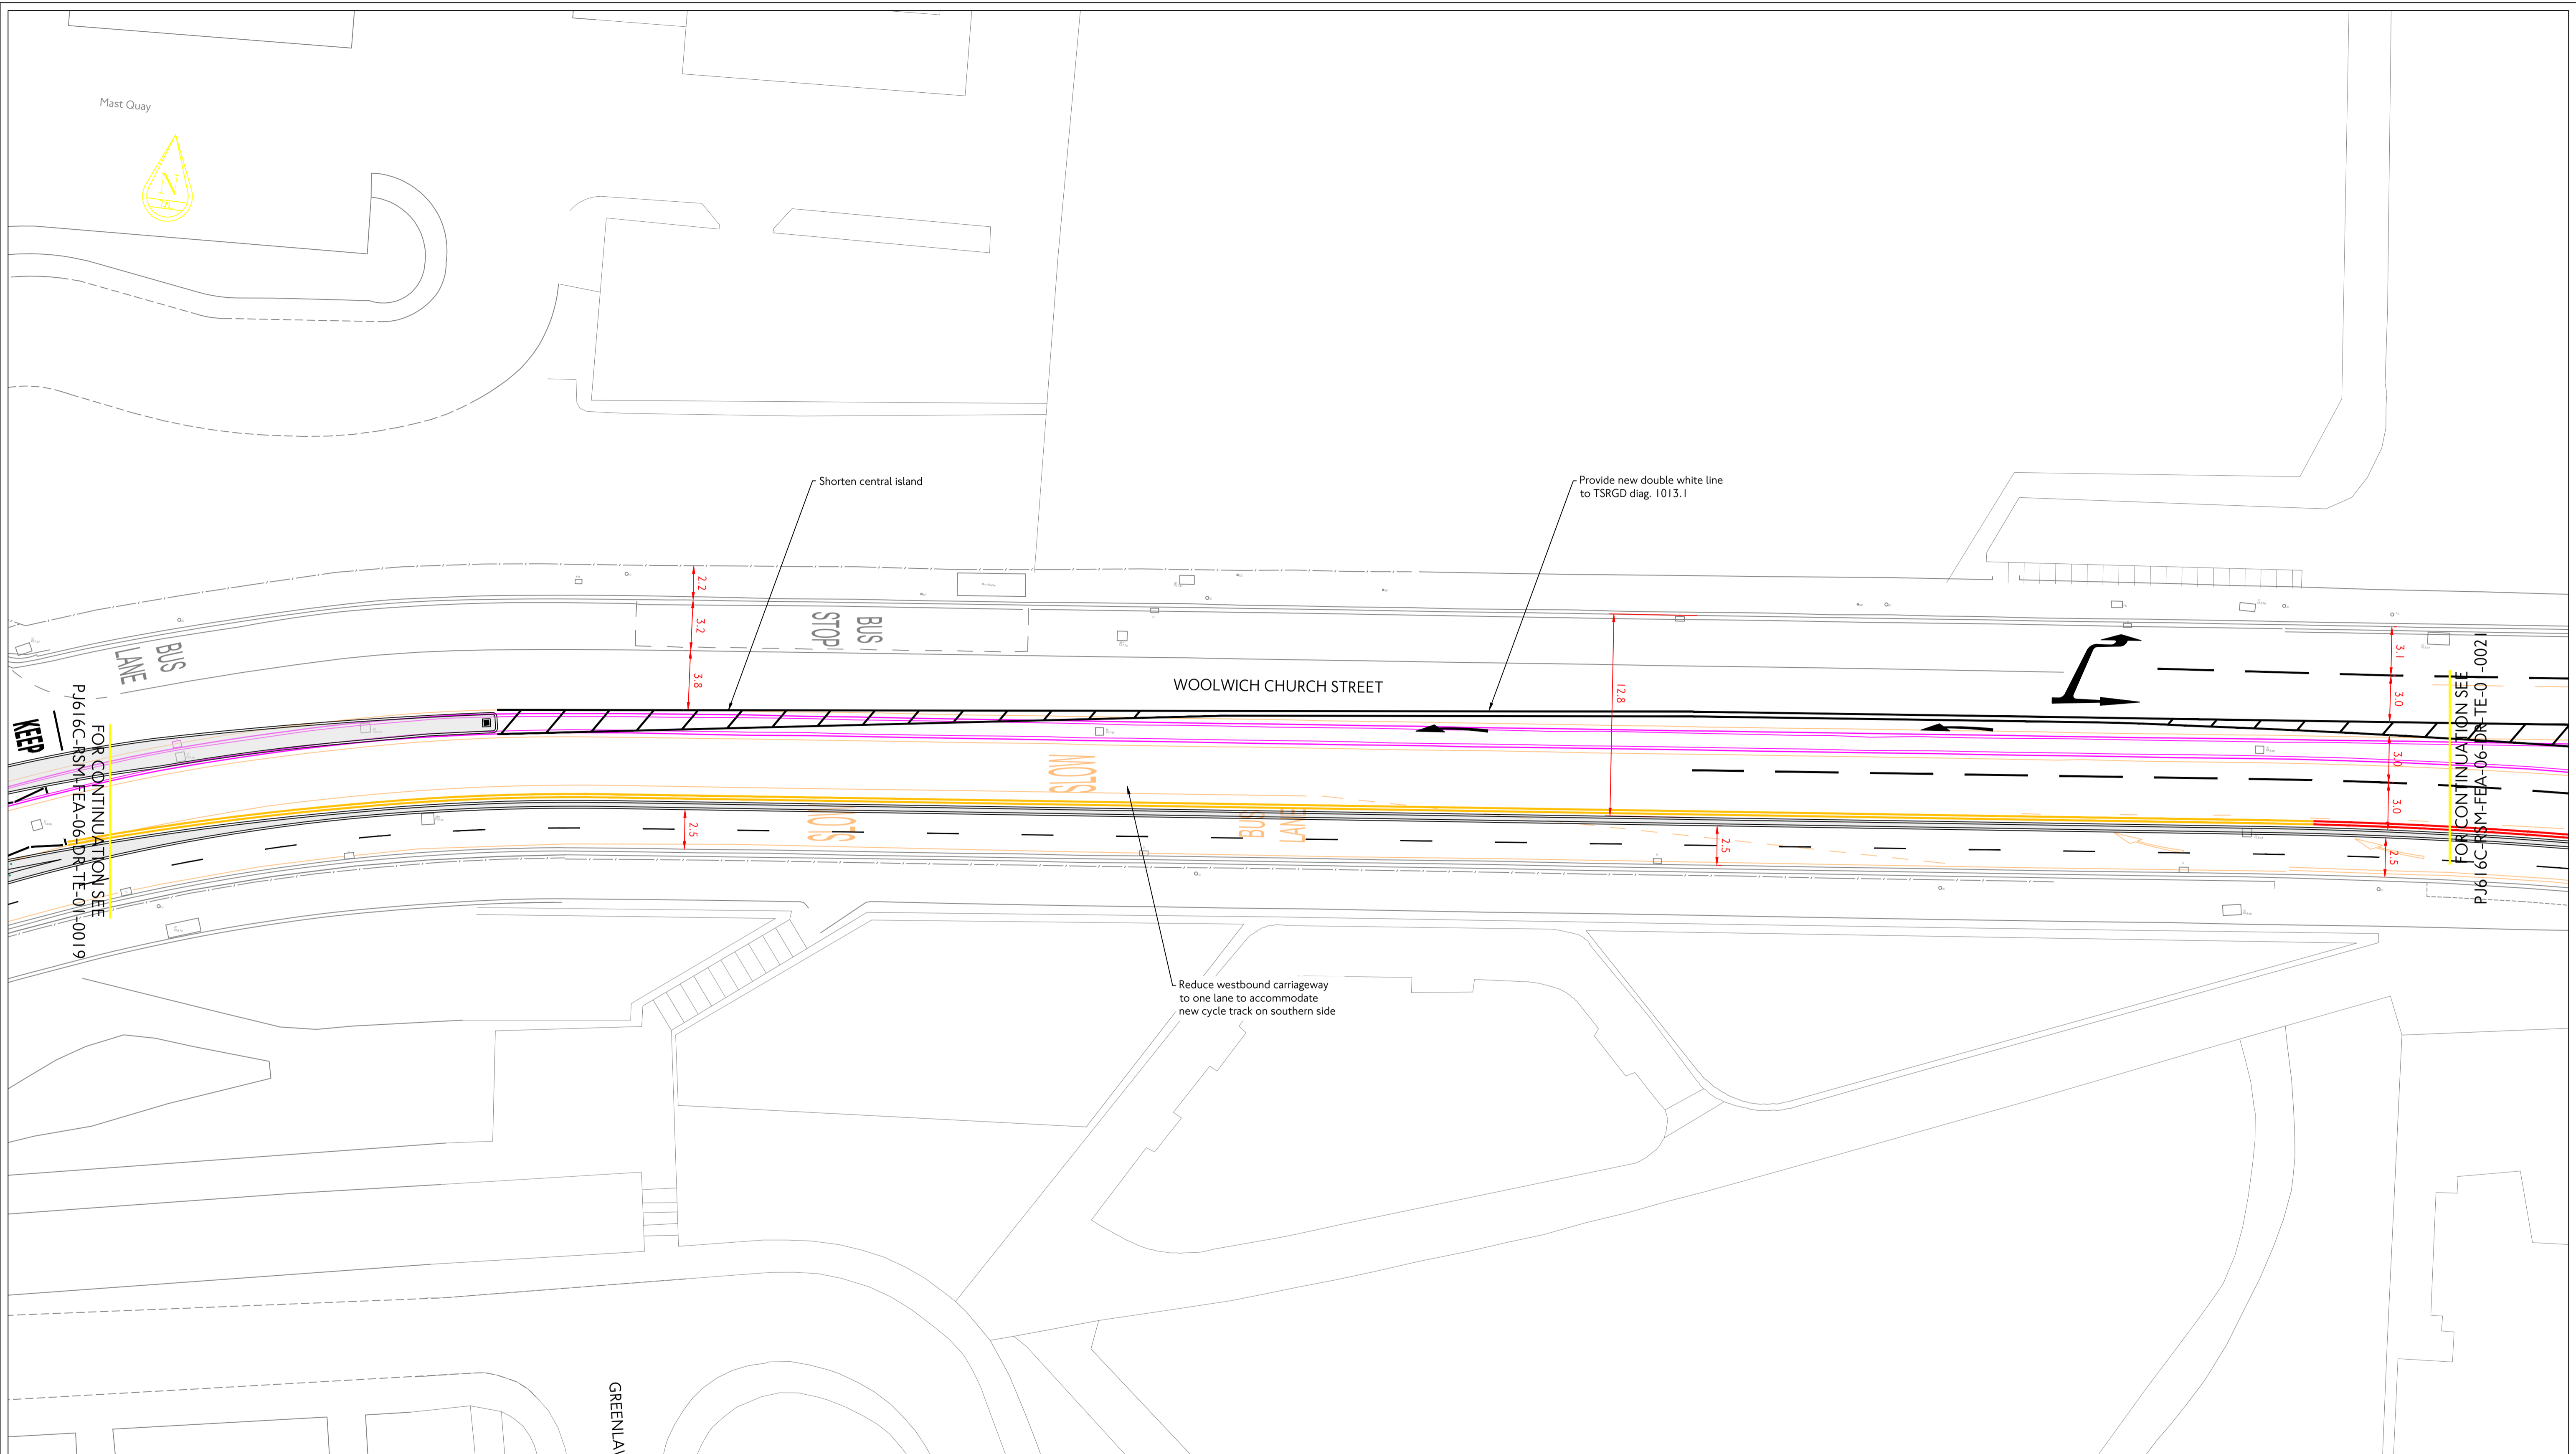 Mast Quay
N
Shorten central island
Provide new double white line
to TSRGD diag. 1013.1
2.2
3.2
3.8
BUS
STOP
BUS
LANE
KEEP
WOOLWICH CHURCH STREET
12.8
3.1
3.0
3.0
3.0
2.5
2.5
2.5
SLOW
SLOW
BUS
LANE
FOR CONTINUATION SEE
PJ616C-RSM-FEA-06-DR-TE-01-0019
FOR CONTINUATION SEE
PJ616C-RSM-FEA-06-DR-TE-01-0021
Reduce westbound carriageway
to one lane to accommodate
new cycle track on southern side
GREENLAW